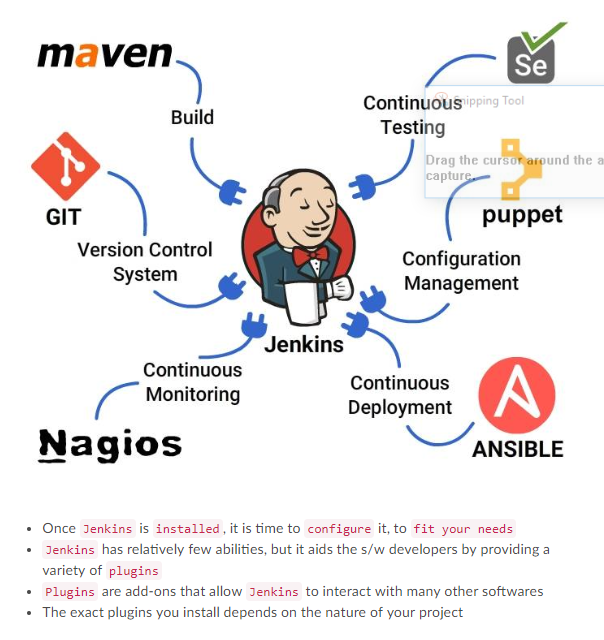 maven
Se
Build
Continuous
Testing
Snipping Tool
Drag the cursor around the a
capture.
GIT
puppet
Version Control
System
Configuration
Management
Jenkins
Continuous
Monitoring
Continuous
Deployment
Nagios
ANSIBLE
• Once Jenkins is installed, it is time to configure it, to fit your needs
• Jenkins has relatively few abilities, but it aids the s/w developers by providing a
variety of plugins
• Plugins are add-ons that allow Jenkins to interact with many other softwares
• The exact plugins you install depends on the nature of your project